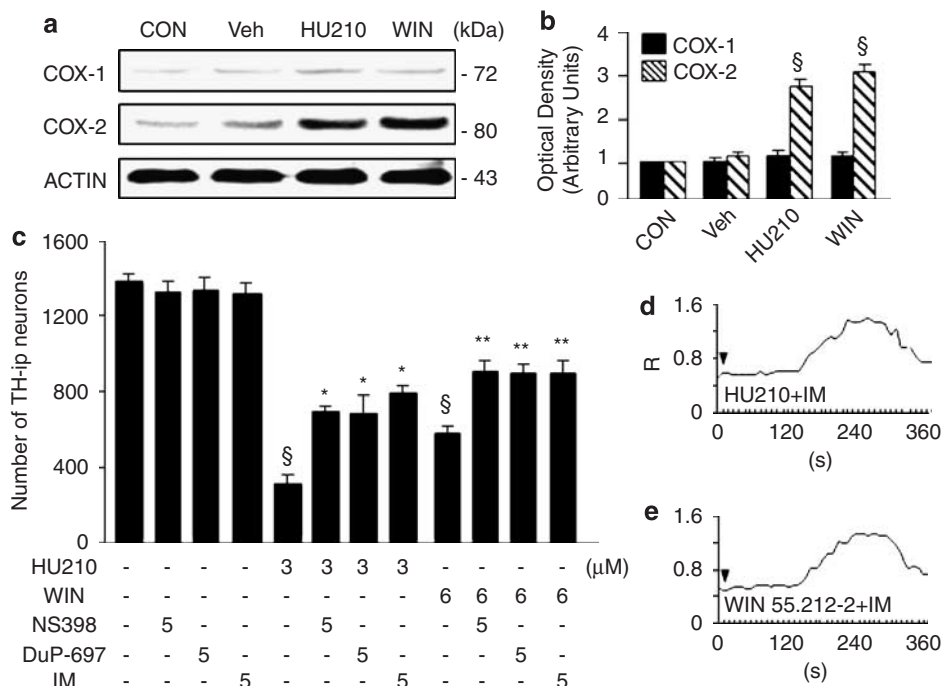 a CON Veh HU210 WIN (kDa)
COX-1 - 72
COX-2 - 80
ACTIN - 43
b
Optical Density
(Arbitrary Units)
4
3
2
1
0
COX-1
COX-2
§ §
CON Veh HU210 WIN
c
Number of TH-ip neurons
1600
1200
800
400
0
§ * * * § ** ** **
HU210 - - - - 3 3 3 3 - - - - (μM)
WIN - - - - - - - - 6 6 6 6
NS398 - 5 - - - 5 - - - 5 - -
DuP-697 - - 5 - - - 5 - - - 5 -
IM - - - 5 - - - 5 - - - 5
d
R
1.6
0.8
0
HU210+IM
0 120 240 360
(s)
e
1.6
0.8
0
WIN 55.212-2+IM
0 120 240 360
(s)